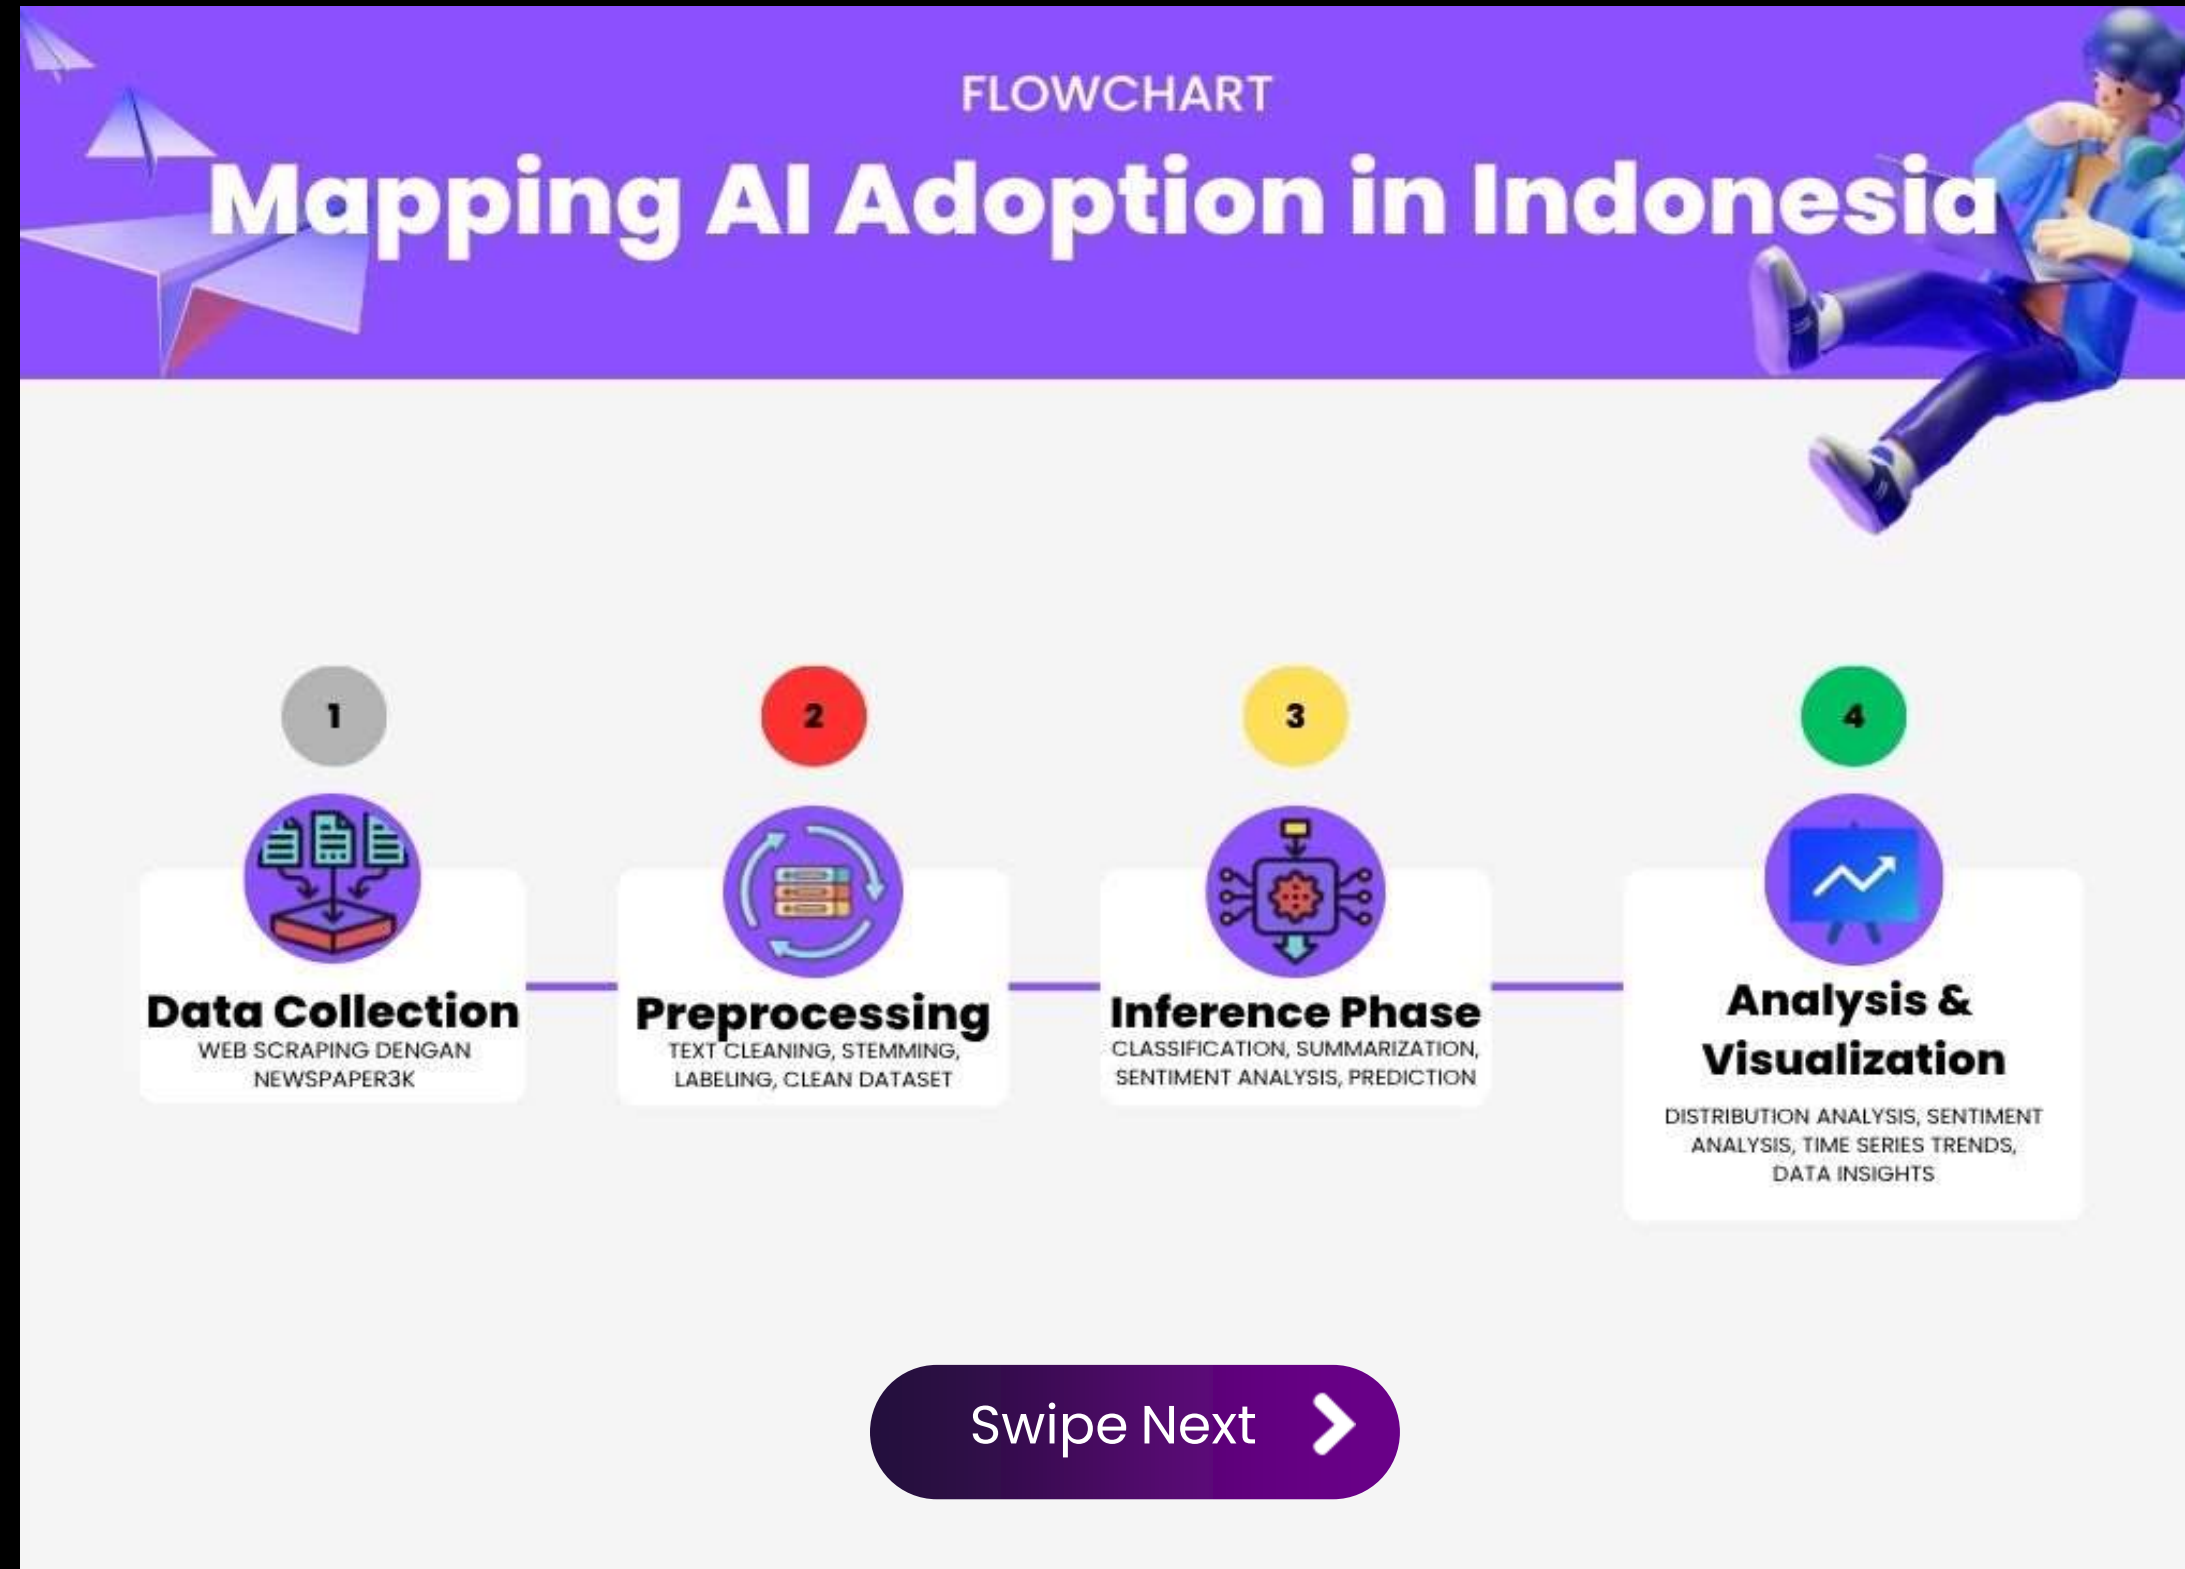 FLOWCHART
Mapping AI Adoption in Indonesia
1
Data Collection
WEB SCRAPING DENGAN
NEWSPAPER3K
2
Preprocessing
TEXT CLEANING, STEMMING,
LABELING, CLEAN DATASET
3
Inference Phase
CLASSIFICATION, SUMMARIZATION,
SENTIMENT ANALYSIS, PREDICTION
4
Analysis &
Visualization
DISTRIBUTION ANALYSIS, SENTIMENT
ANALYSIS, TIME SERIES TRENDS,
DATA INSIGHTS
Swipe Next